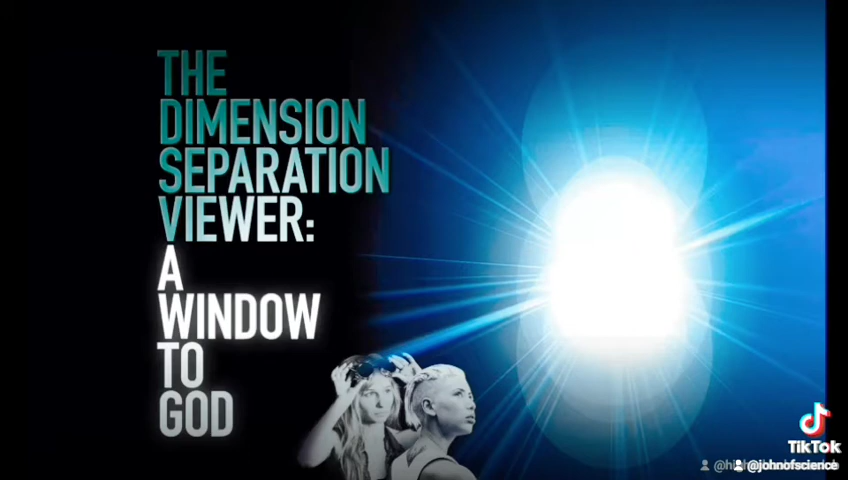 THE
DIMENSION
SEPARATION
VIEWER:
A
WINDOW
TO
GOD
TikTok
@johnofscience